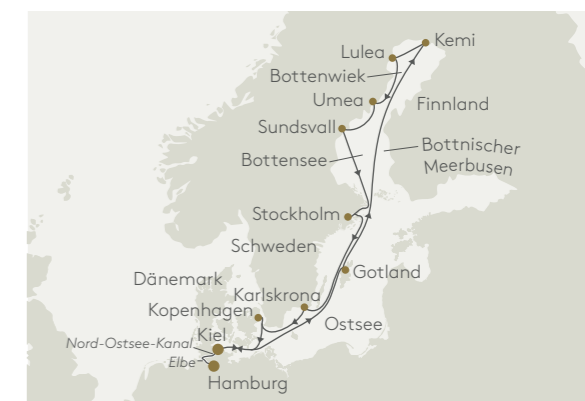 Kemi
Lulea
Bottenwiek
Umea
Finnland
Sundsvall
Bottensee
Bottnischer
Meerbusen
Stockholm
Schweden
Gotland
Dänemark
Karlskrona
Kopenhagen
Ostsee
Kiel
Nord-Ostsee-Kanal
Elbe
Hamburg